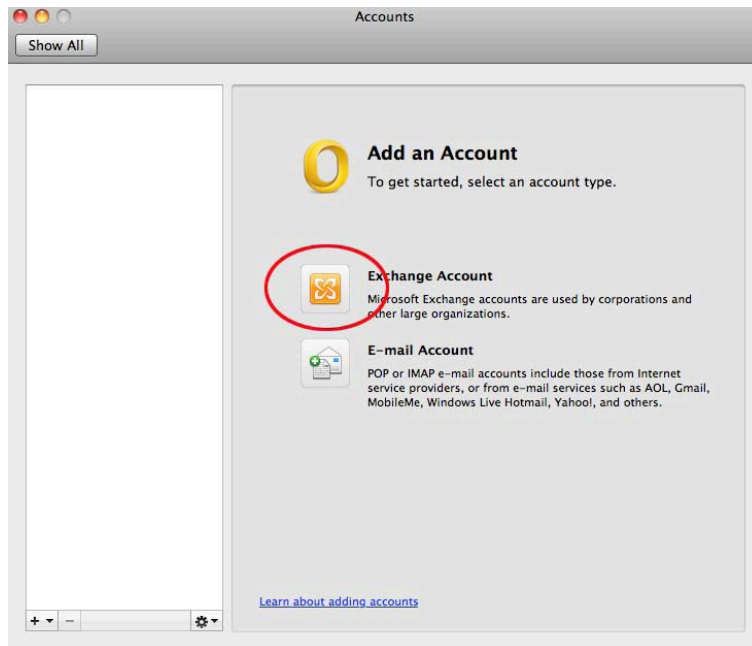 Accounts
Show All
Add an Account
To get started, select an account type.
Exchange Account
Microsoft Exchange accounts are used by corporations and
other large organizations.
E-mail Account
POP or IMAP e-mail accounts include those from Internet
service providers, or from e-mail services such as AOL, Gmail,
MobileMe, Windows Live Hotmail, Yahoo!, and others.
Learn about adding accounts